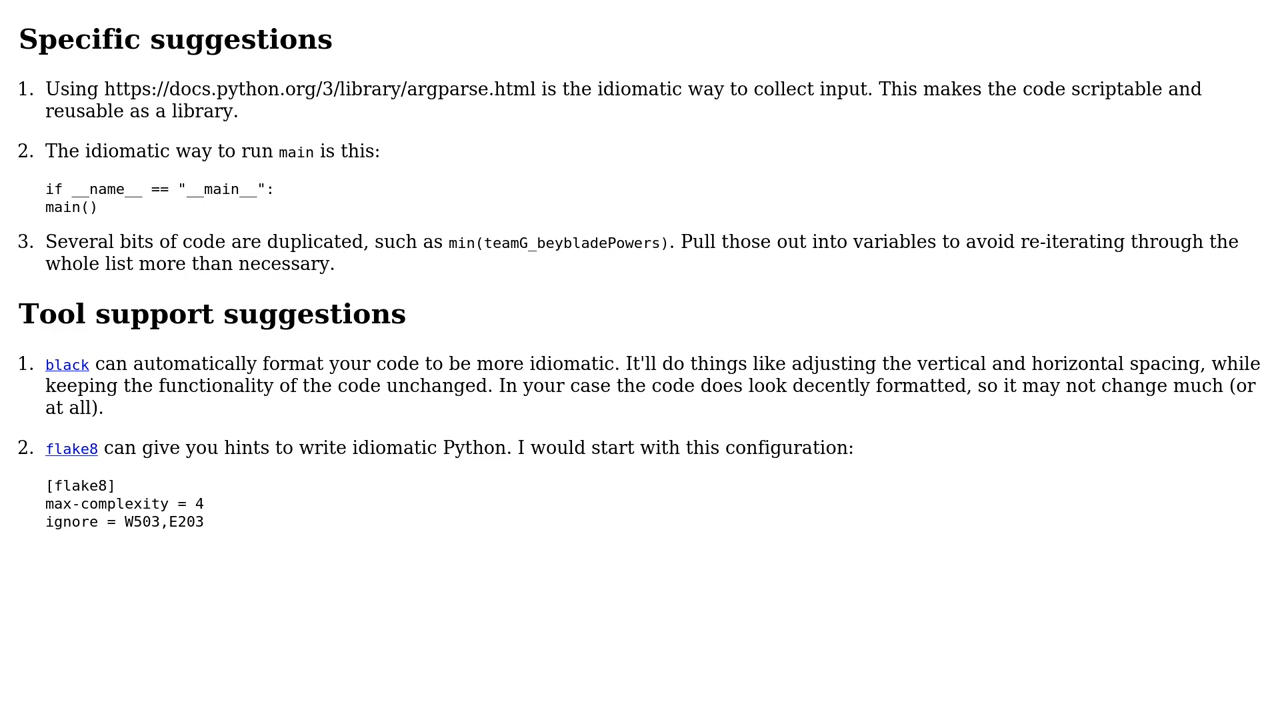 Specific suggestions
1. Using https://docs.python.org/3/library/argparse.html is the idiomatic way to collect input. This makes the code scriptable and
reusable as a library.
2. The idiomatic way to run main is this:
if __name__ == "__main__":
main()
3. Several bits of code are duplicated, such as min(teamG_beybladePowers). Pull those out into variables to avoid re-iterating through the
whole list more than necessary.
Tool support suggestions
1. black can automatically format your code to be more idiomatic. It'll do things like adjusting the vertical and horizontal spacing, while
keeping the functionality of the code unchanged. In your case the code does look decently formatted, so it may not change much (or
at all).
2. flake8 can give you hints to write idiomatic Python. I would start with this configuration:
[flake8]
max-complexity = 4
ignore = W503,E203